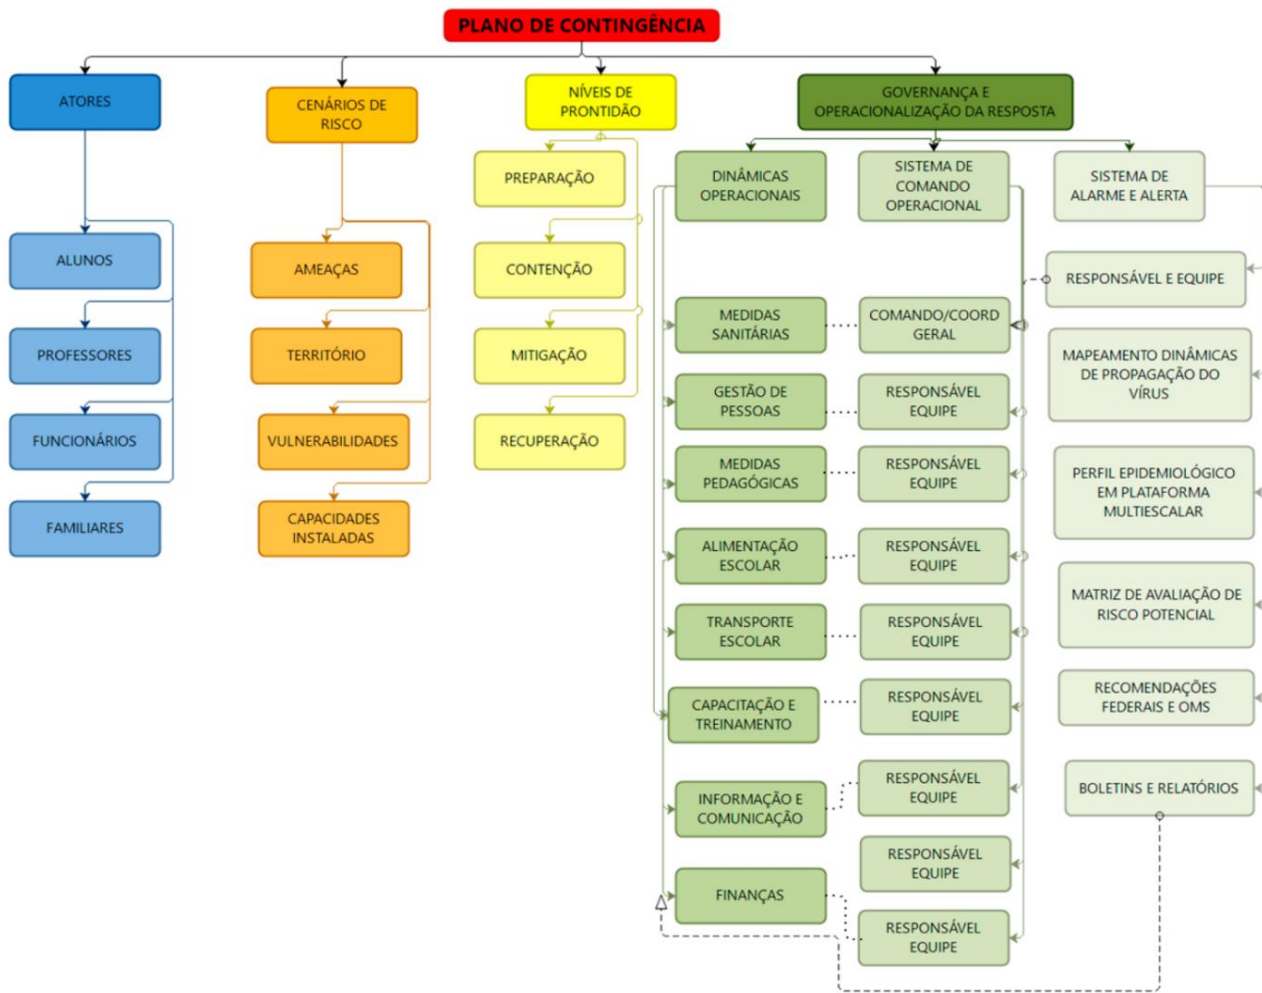 PLANO DE CONTINGÊNCIA
ATORES
CENÁRIOS DE
RISCO
NÍVEIS DE
PRONTIDÃO
GOVERNANÇA E
OPERACIONALIZAÇÃO DA RESPOSTA
ALUNOS
PROFESSORES
FUNCIONÁRIOS
FAMILIARES
AMEAÇAS
TERRITÓRIO
VULNERABILIDADES
CAPACIDADES
INSTALADAS
PREPARAÇÃO
CONTENÇÃO
MITIGAÇÃO
RECUPERAÇÃO
DINÂMICAS
OPERACIONAIS
MEDIDAS
SANITÁRIAS
GESTÃO DE
PESSOAS
MEDIDAS
PEDAGÓGICAS
ALIMENTAÇÃO
ESCOLAR
TRANSPORTE
ESCOLAR
CAPACITAÇÃO E
TREINAMENTO
INFORMAÇÃO E
COMUNICAÇÃO
FINANÇAS
SISTEMA DE
COMANDO
OPERACIONAL
COMANDO/COORD
GERAL
RESPONSÁVEL
EQUIPE
RESPONSÁVEL
EQUIPE
RESPONSÁVEL
EQUIPE
RESPONSÁVEL
EQUIPE
RESPONSÁVEL
EQUIPE
RESPONSÁVEL
EQUIPE
RESPONSÁVEL
EQUIPE
RESPONSÁVEL
EQUIPE
SISTEMA DE
ALARME E ALERTA
RESPONSÁVEL E EQUIPE
MAPEAMENTO DINÂMICAS
DE PROPAGAÇÃO DO
VÍRUS
PERFIL EPIDEMIOLÓGICO
EM PLATAFORMA
MULTIESCALAR
MATRIZ DE AVALIAÇÃO DE
RISCO POTENCIAL
RECOMENDAÇÕES
FEDERAIS E OMS
BOLETINS E RELATÓRIOS